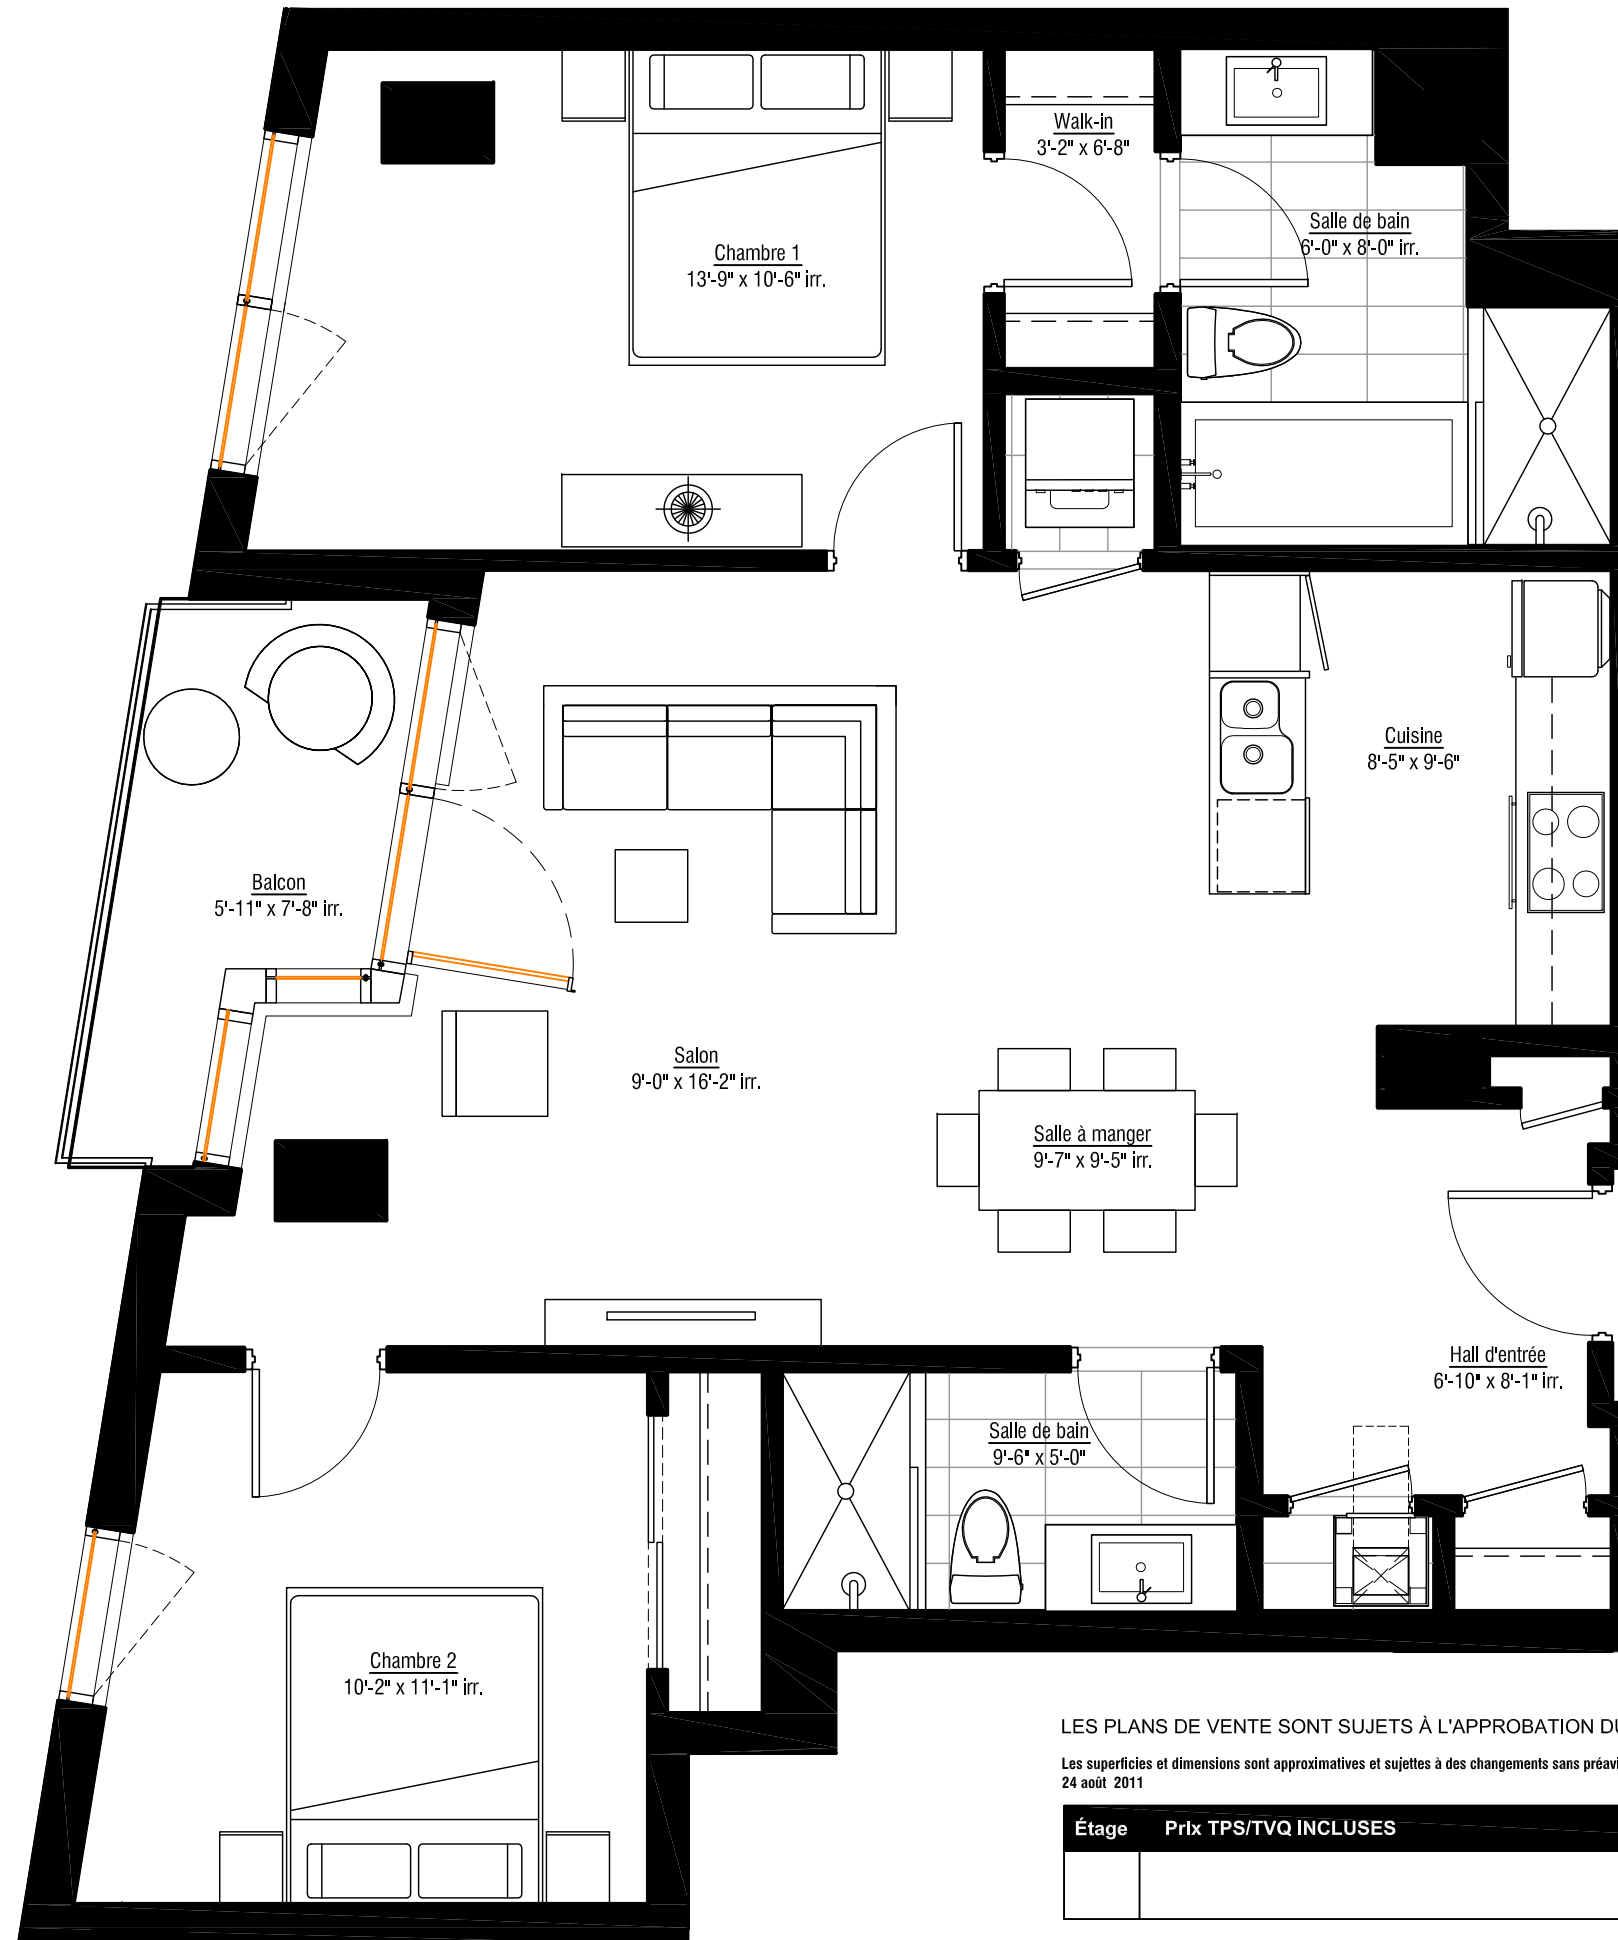 Walk-in
3'-2" x 6'-8"
Salle de bain
6'-0" x 8'-0" irr.
Chambre 1
13'-9" x 10'-6" irr.
Cuisine
8'-5" x 9'-6"
Balcon
5'-11" x 7'-8" irr.
Salon
9'-0" x 16'-2" irr.
Salle à manger
9'-7" x 9'-5" irr.
Hall d'entrée
6'-10" x 8'-1" irr.
Salle de bain
9'-6" x 5'-0"
Chambre 2
10'-2" x 11'-1" irr.
LES PLANS DE VENTE SONT SUJETS À L'APPROBATION DU
Les superficies et dimensions sont approximatives et sujettes à des changements sans préavi
24 août 2011
Étage Prix TPS/TVQ INCLUSES